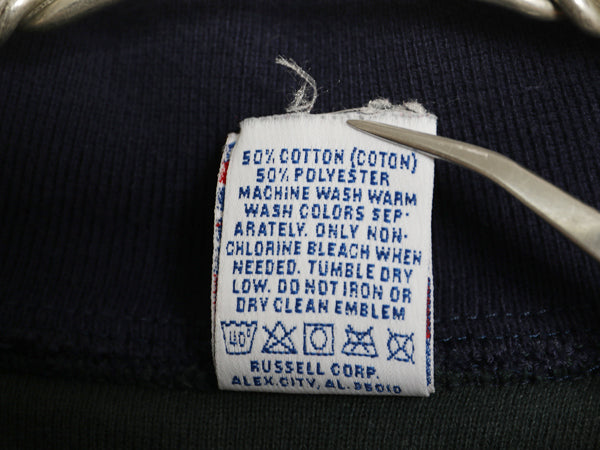 50% COTTON (COTON)
50% POLYESTER
MACHINE WASH WARM
WASH COLORS SEP-
ARATELY. ONLY NON-
CHLORINE BLEACH WHEN
NEEDED. TUMBLE DRY
LOW. DO NOT IRON OR
DRY CLEAN EMBLEM
40°
RUSSELL CORP.
ALEX. CITY, AL.